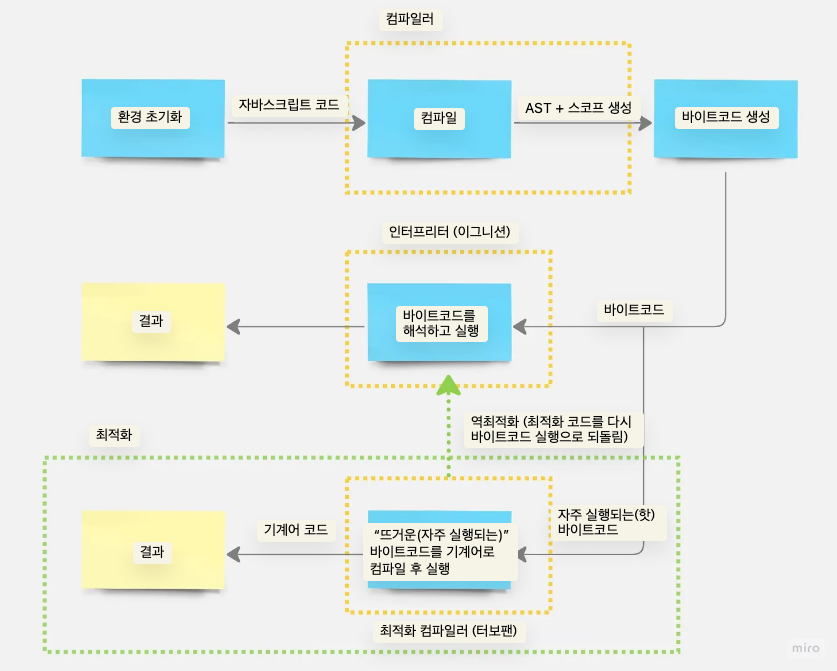 컴파일러
환경 초기화
자바스크립트 코드
컴파일
AST + 스코프 생성
바이트코드 생성
인터프리터 (이그니션)
결과
바이트코드를
해석하고 실행
바이트코드
역최적화 (최적화 코드를 다시
바이트코드 실행으로 되돌림)
최적화
결과
기계어 코드
“뜨거운(자주 실행되는)”
바이트코드를 기계어로
컴파일 후 실행
자주 실행되는(핫)
바이트코드
최적화 컴파일러 (터보팬)
miro